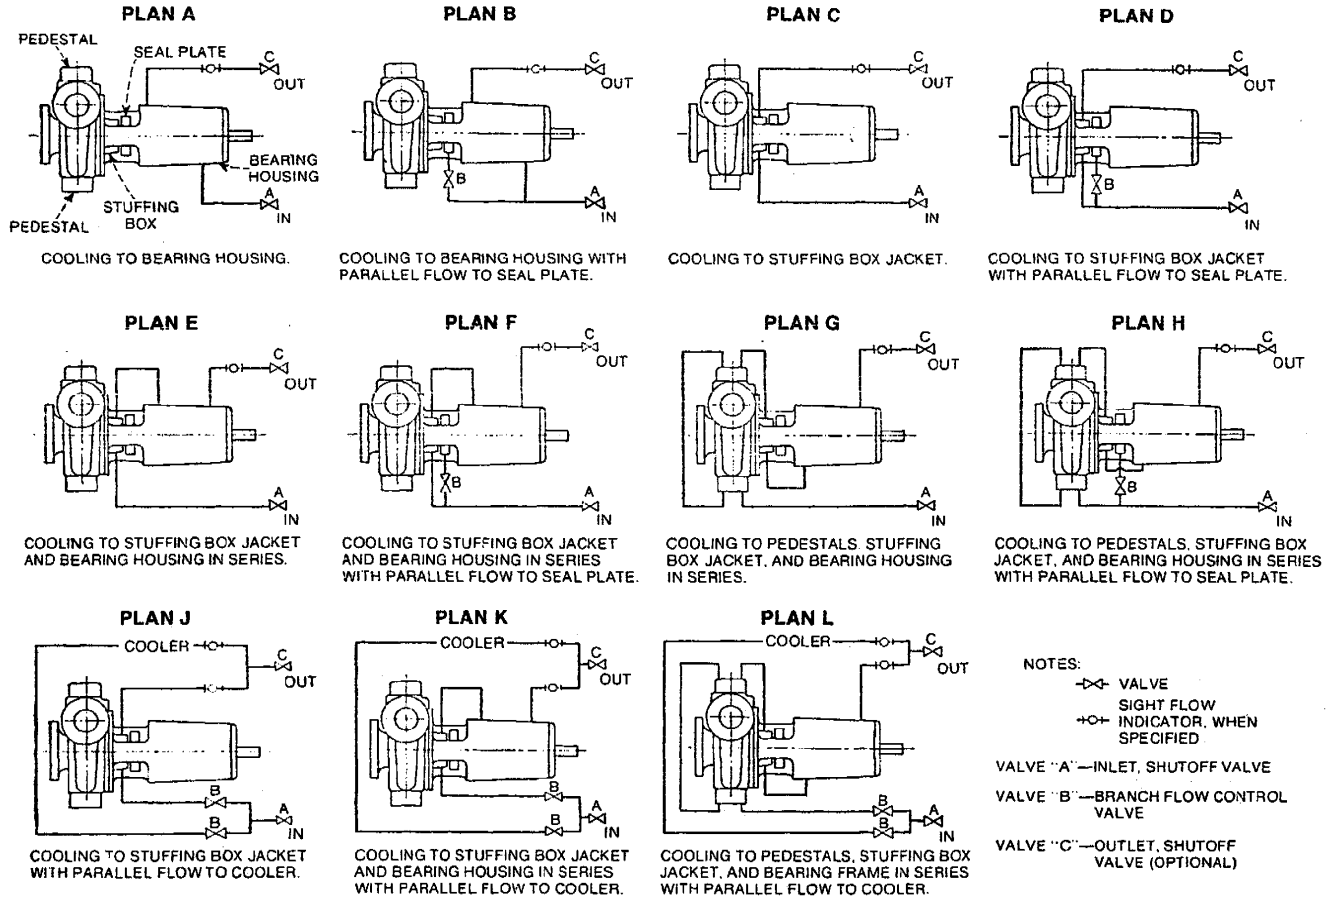 PLAN A
PEDESTAL
SEAL PLATE
C
OUT
BEARING
HOUSING
A
IN
STUFFING
BOX
PEDESTAL
COOLING TO BEARING HOUSING.
PLAN B
C
OUT
B
A
IN
COOLING TO BEARING HOUSING WITH
PARALLEL FLOW TO SEAL PLATE.
PLAN C
C
OUT
A
IN
COOLING TO STUFFING BOX JACKET.
PLAN D
C
OUT
B
A
IN
COOLING TO STUFFING BOX JACKET
WITH PARALLEL FLOW TO SEAL PLATE.
PLAN E
C
OUT
A
IN
COOLING TO STUFFING BOX JACKET
AND BEARING HOUSING IN SERIES.
PLAN F
C
OUT
B
A
IN
COOLING TO STUFFING BOX JACKET
AND BEARING HOUSING IN SERIES
WITH PARALLEL FLOW TO SEAL PLATE.
PLAN G
C
OUT
A
IN
COOLING TO PEDESTALS, STUFFING
BOX JACKET, AND BEARING HOUSING
IN SERIES.
PLAN H
C
OUT
B
A
IN
COOLING TO PEDESTALS, STUFFING BOX
JACKET, AND BEARING HOUSING IN SERIES
WITH PARALLEL FLOW TO SEAL PLATE.
PLAN J
COOLER
C
OUT
B
A
B
IN
COOLING TO STUFFING BOX JACKET
WITH PARALLEL FLOW TO COOLER.
PLAN K
COOLER
C
OUT
B
A
B
IN
COOLING TO STUFFING BOX JACKET
AND BEARING HOUSING IN SERIES
WITH PARALLEL FLOW TO COOLER.
PLAN L
COOLER
C
OUT
B
A
B
IN
COOLING TO PEDESTALS, STUFFING BOX
JACKET, AND BEARING FRAME IN SERIES
WITH PARALLEL FLOW TO COOLER.
NOTES:
VALVE
SIGHT FLOW
INDICATOR, WHEN
SPECIFIED
VALVE "A"—INLET, SHUTOFF VALVE
VALVE "B"—BRANCH FLOW CONTROL
VALVE
VALVE "C"—OUTLET, SHUTOFF
VALVE (OPTIONAL)